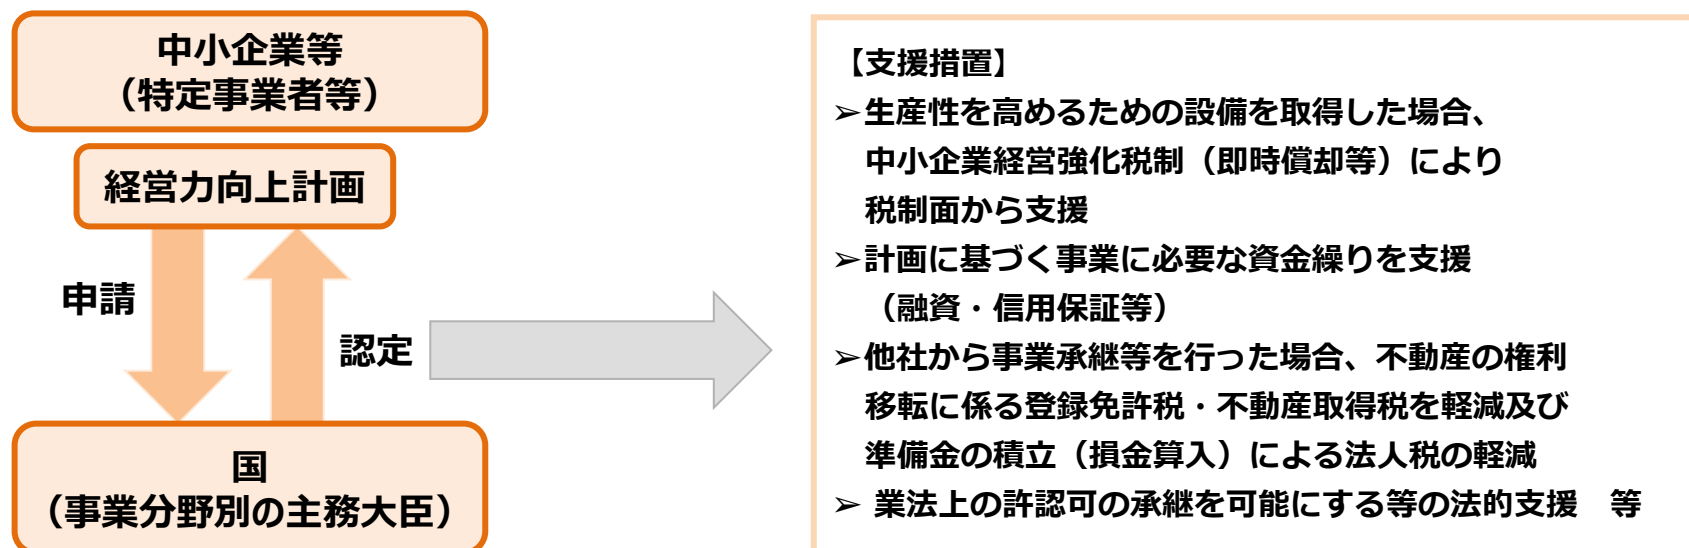 中小企業等
（特定事業者等）
経営力向上計画
申請
認定
国
（事業分野別の主務大臣）
【支援措置】
➢生産性を高めるための設備を取得した場合、
中小企業経営強化税制（即時償却等）により
税制面から支援
➢計画に基づく事業に必要な資金繰りを支援
（融資・信用保証等）
➢他社から事業承継等を行った場合、不動産の権利
移転に係る登録免許税・不動産取得税を軽減及び
準備金の積立（損金算入）による法人税の軽減
➢ 業法上の許認可の承継を可能にする等の法的支援　等